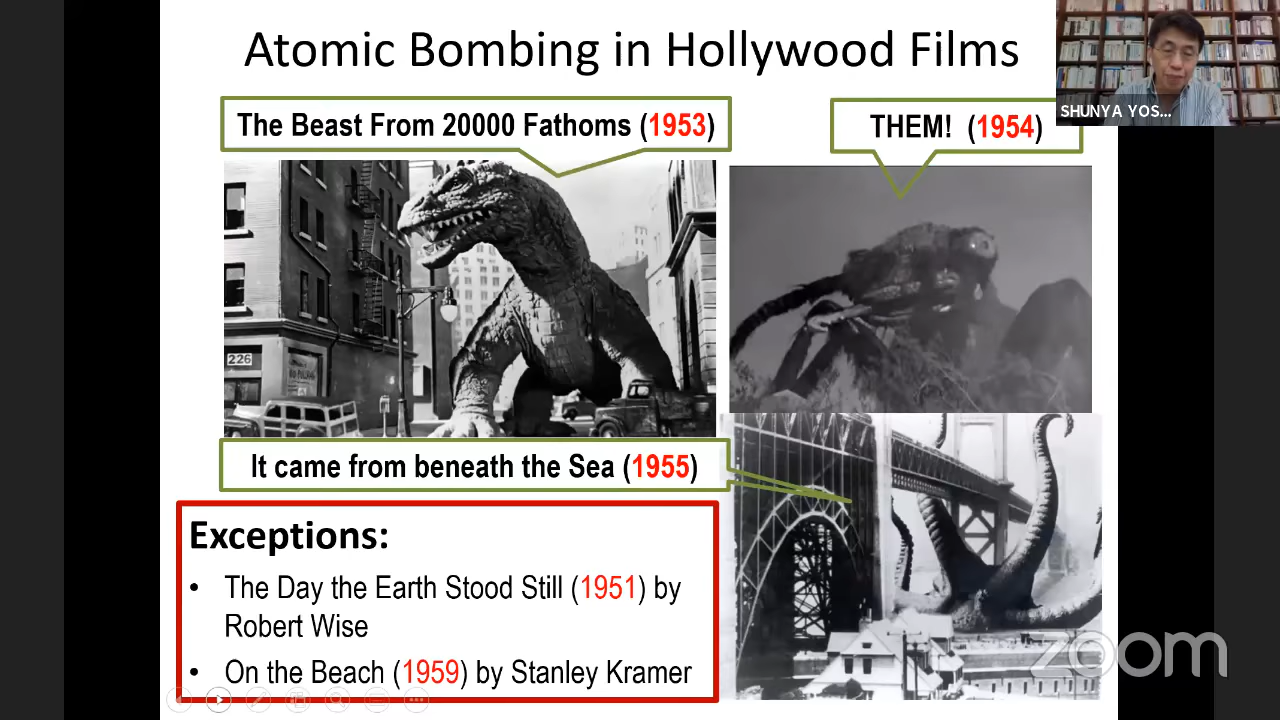 Atomic Bombing in Hollywood Films
SHUNYA YOS...
The Beast From 20000 Fathoms (1953)
THEM! (1954)
226
It came from beneath the Sea (1955)
Exceptions:
• The Day the Earth Stood Still (1951) by
Robert Wise
• On the Beach (1959) by Stanley Kramer
zoom